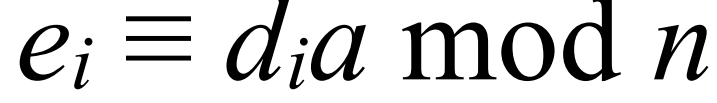 eᵢ ≡ dᵢa mod n